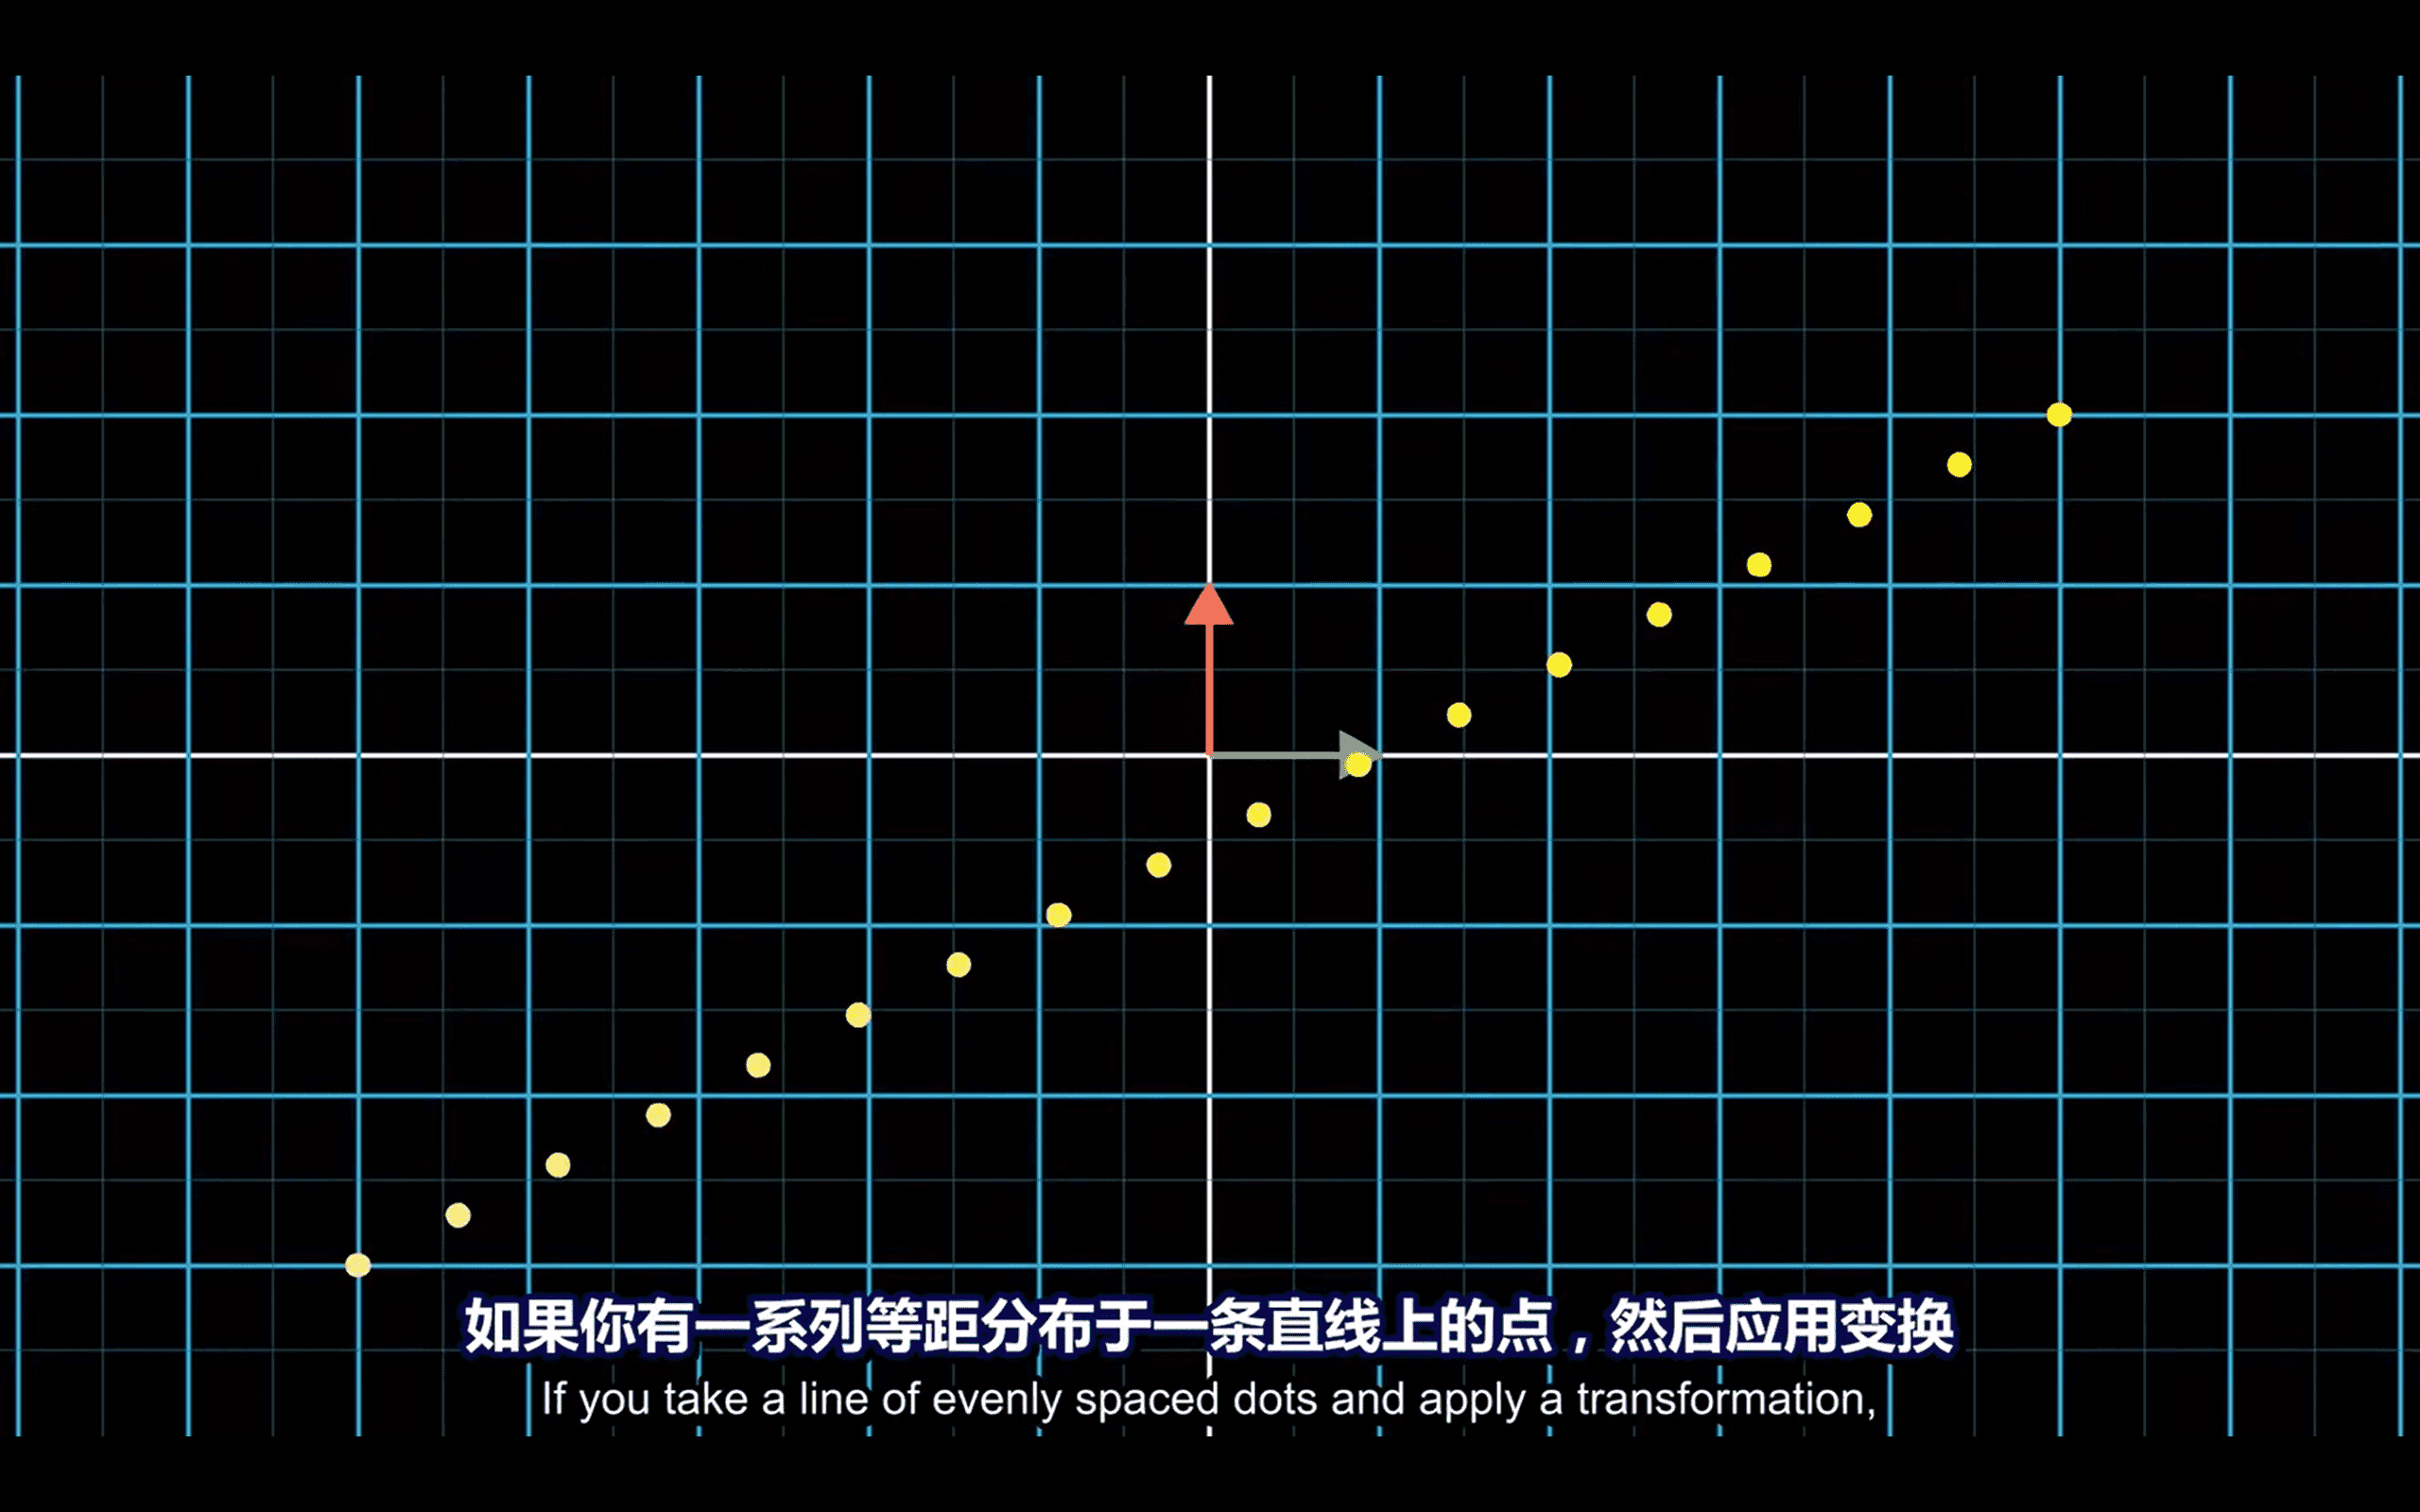 如果你有一系列等距分布于一条直线上的点，然后应用变换
If you take a line of evenly spaced dots and apply a transformation,